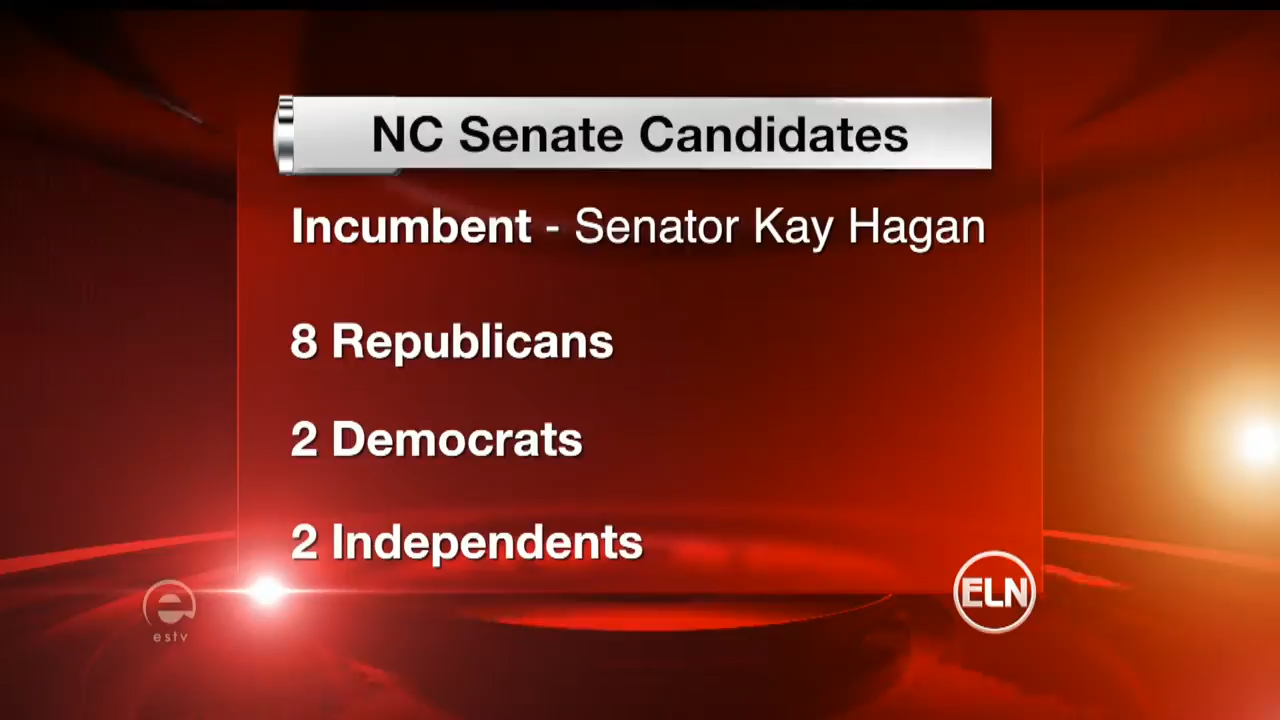 NC Senate Candidates
Incumbent - Senator Kay Hagan
8 Republicans
2 Democrats
2 Independents
ELN
e
estv